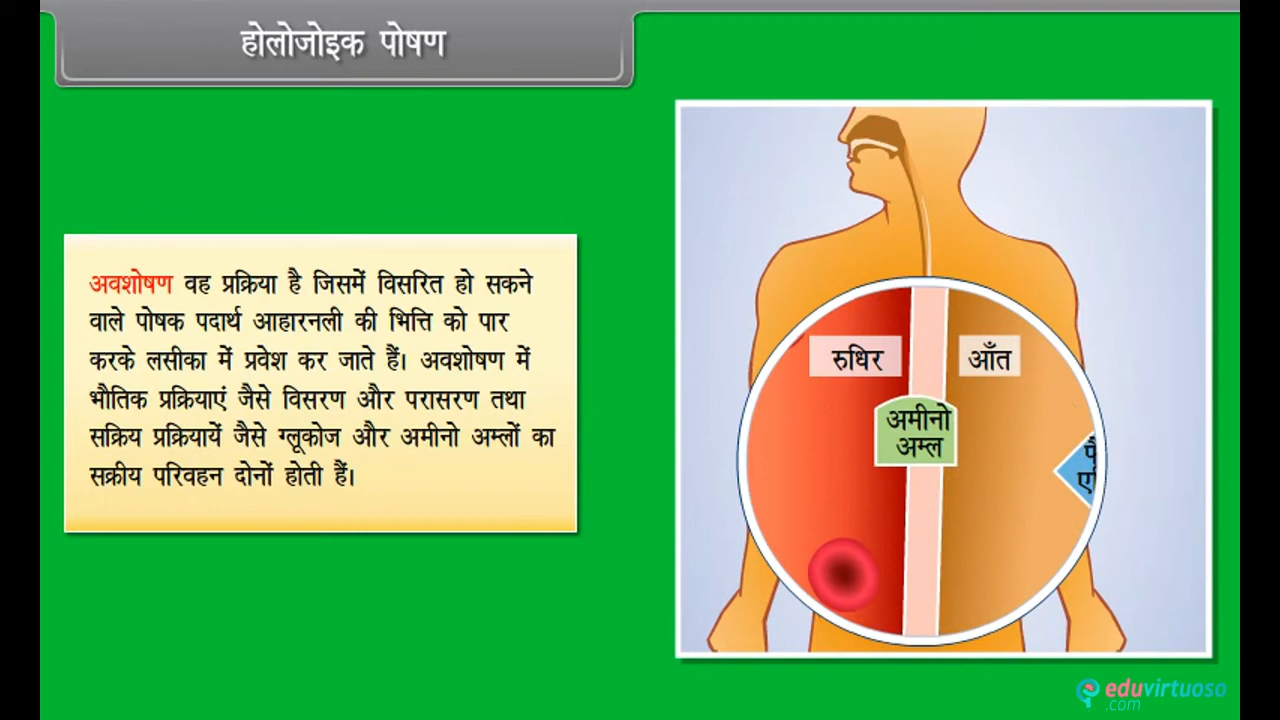 होलोजोइक पोषण
अवशोषण वह प्रक्रिया है जिसमें विसरित हो सकने
वाले पोषक पदार्थ आहारनली की भित्ति को पार
करके लसीका में प्रवेश कर जाते हैं। अवशोषण में
भौतिक प्रक्रियाएं जैसे विसरण और परासरण तथा
सक्रिय प्रक्रियायें जैसे ग्लूकोज और अमीनो अम्लों का
सक्रीय परिवहन दोनों होती हैं।
रुधिर
आँत
अमीनो
अम्ल
eduvirtuoso
.com